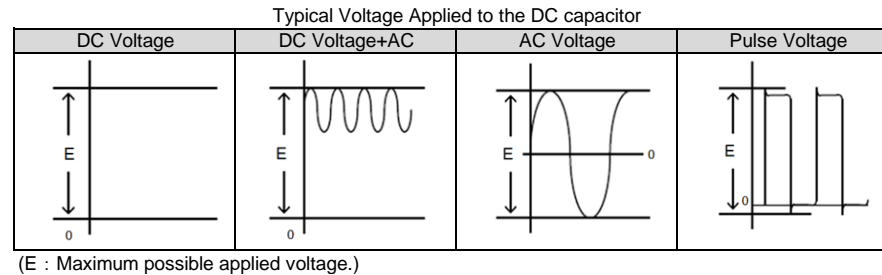 Typical Voltage Applied to the DC capacitor
DC Voltage DC Voltage+AC AC Voltage Pulse Voltage
E E E E
0 0 0 0
(E：Maximum possible applied voltage.)